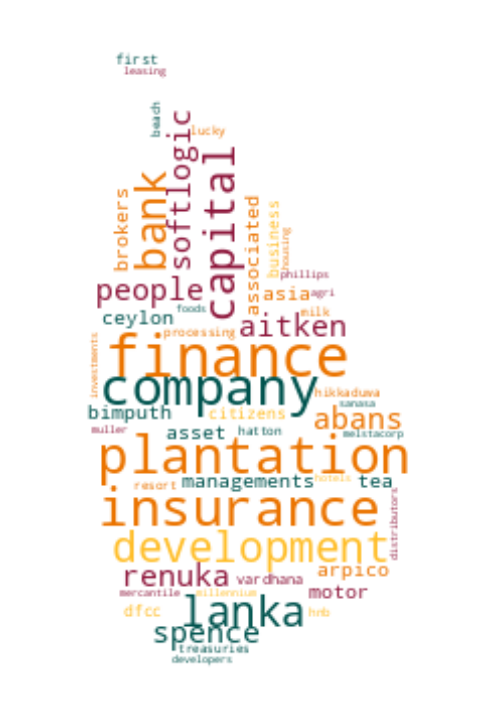 first
leasing
beach
lucky
softlogic
capital
bank
brokers
associated
business
housing
phillips
people
asia
agri
foods
milk
ceylon
aitken
processing
investments
finance
company
hikkaduwa
sanasa
bimputh
citizens
abans
muller
asset
hatton
melstacorp
plantation
resort
managements
hotels
tea
insurance
distributors
development
renuka
vardhana
arpico
mercantile
millennium
motor
dfcc
lanka
hnb
spence
treasuries
developers